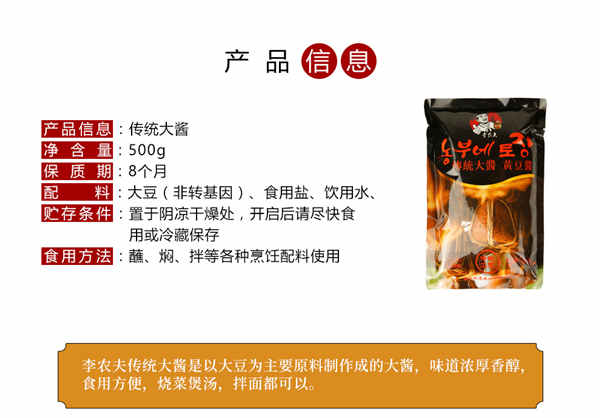 产品信息
产品信息：传统大酱
净含量：500g
保质期：8个月
配料：大豆（非转基因）、食用盐、饮用水、
贮存条件：置于阴凉干燥处，开启后请尽快食
用或冷藏保存
食用方法：蘸、焖、拌等各种烹饪配料使用
李农夫
농부네 토장
传統大酱 黄豆酱
李农夫传统大酱是以大豆为主要原料制作成的大酱，味道浓厚香醇，
食用方便，烧菜煲汤，拌面都可以。